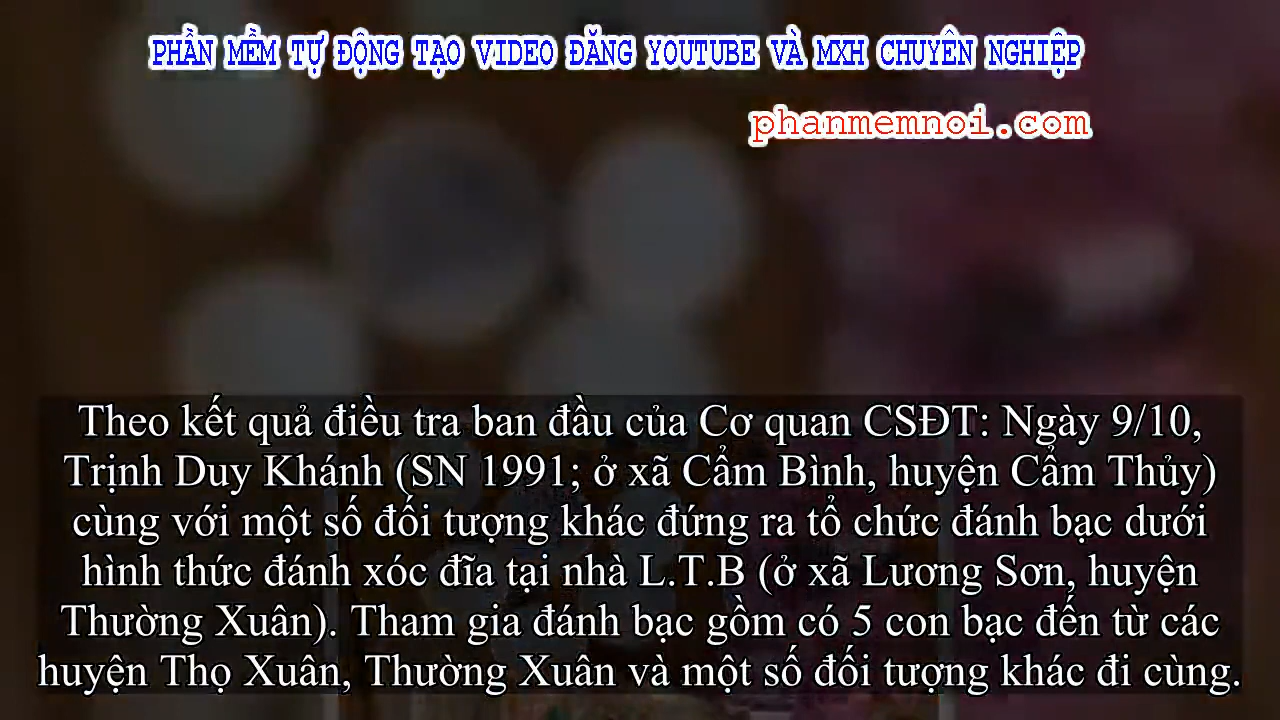 PHẦN MỀM TỰ ĐỘNG TẠO VIDEO ĐĂNG YOUTUBE VÀ MXH CHUYÊN NGHIỆP
phanmemnoi.com
Theo kết quả điều tra ban đầu của Cơ quan CSĐT: Ngày 9/10,
Trịnh Duy Khánh (SN 1991; ở xã Cẩm Bình, huyện Cẩm Thủy)
cùng với một số đối tượng khác đứng ra tổ chức đánh bạc dưới
hình thức đánh xóc đĩa tại nhà L.T.B (ở xã Lương Sơn, huyện
Thường Xuân). Tham gia đánh bạc gồm có 5 con bạc đến từ các
huyện Thọ Xuân, Thường Xuân và một số đối tượng khác đi cùng.